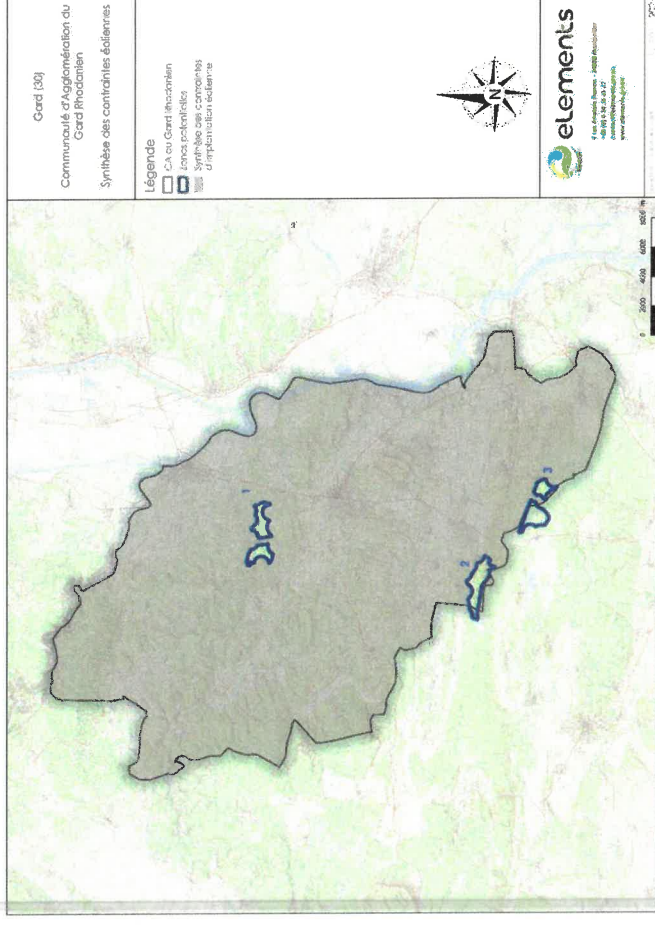 Gard (30)
Communauté d'Agglomération du
Gard Rhodanien
Synthèse des contraintes éoliennes
Légende
CA du Gard Rhodanien
Zones potentielles
Synthèse des contraintes
d'implantation éolienne
N
elements
0 2000 4000 6000 8000 m
1
2
3